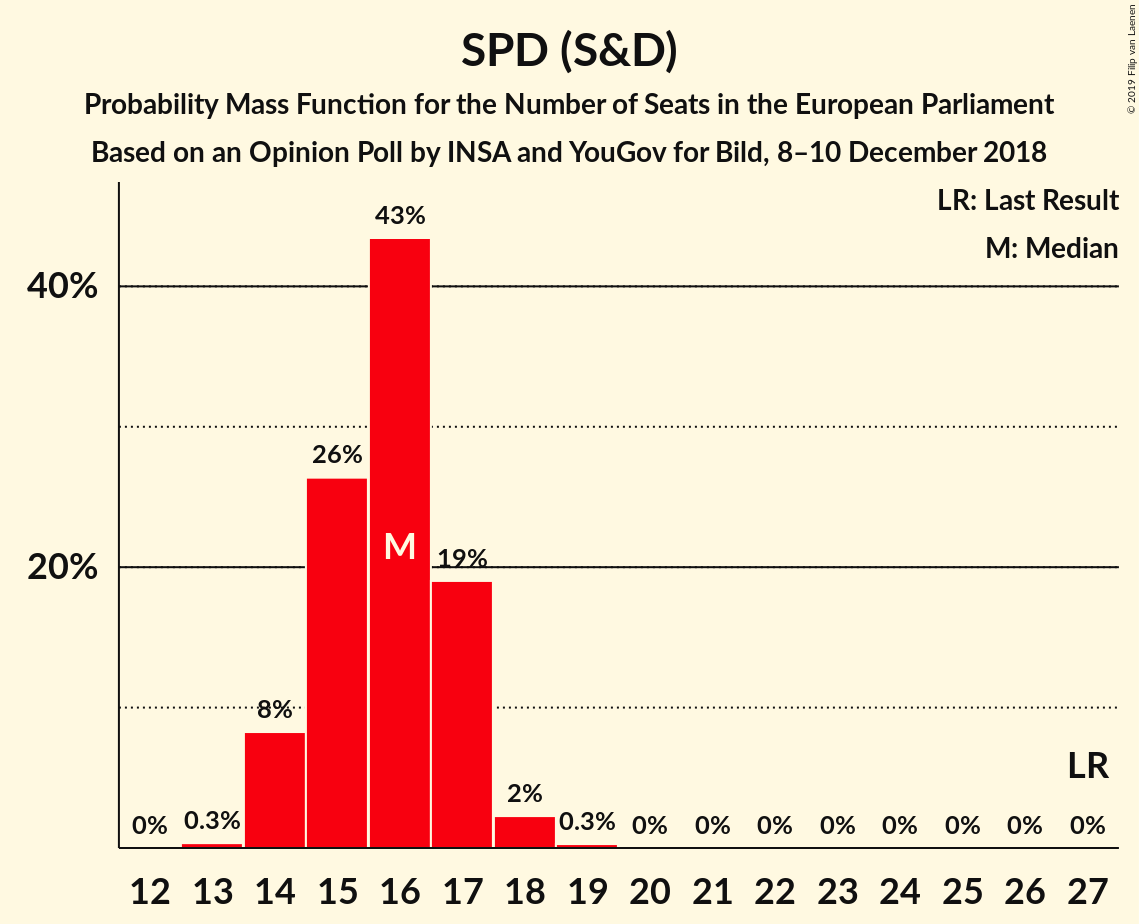 SPD (S&D)
Probability Mass Function for the Number of Seats in the European Parliament
Based on an Opinion Poll by INSA and YouGov for Bild, 8–10 December 2018
© 2019 Filip van Laenen
LR: Last Result
M: Median
40%
20%
0%
0.3%
8%
26%
43%
M
19%
2%
0.3%
0%
0%
0%
0%
0%
0%
0%
0%
LR
12 13 14 15 16 17 18 19 20 21 22 23 24 25 26 27